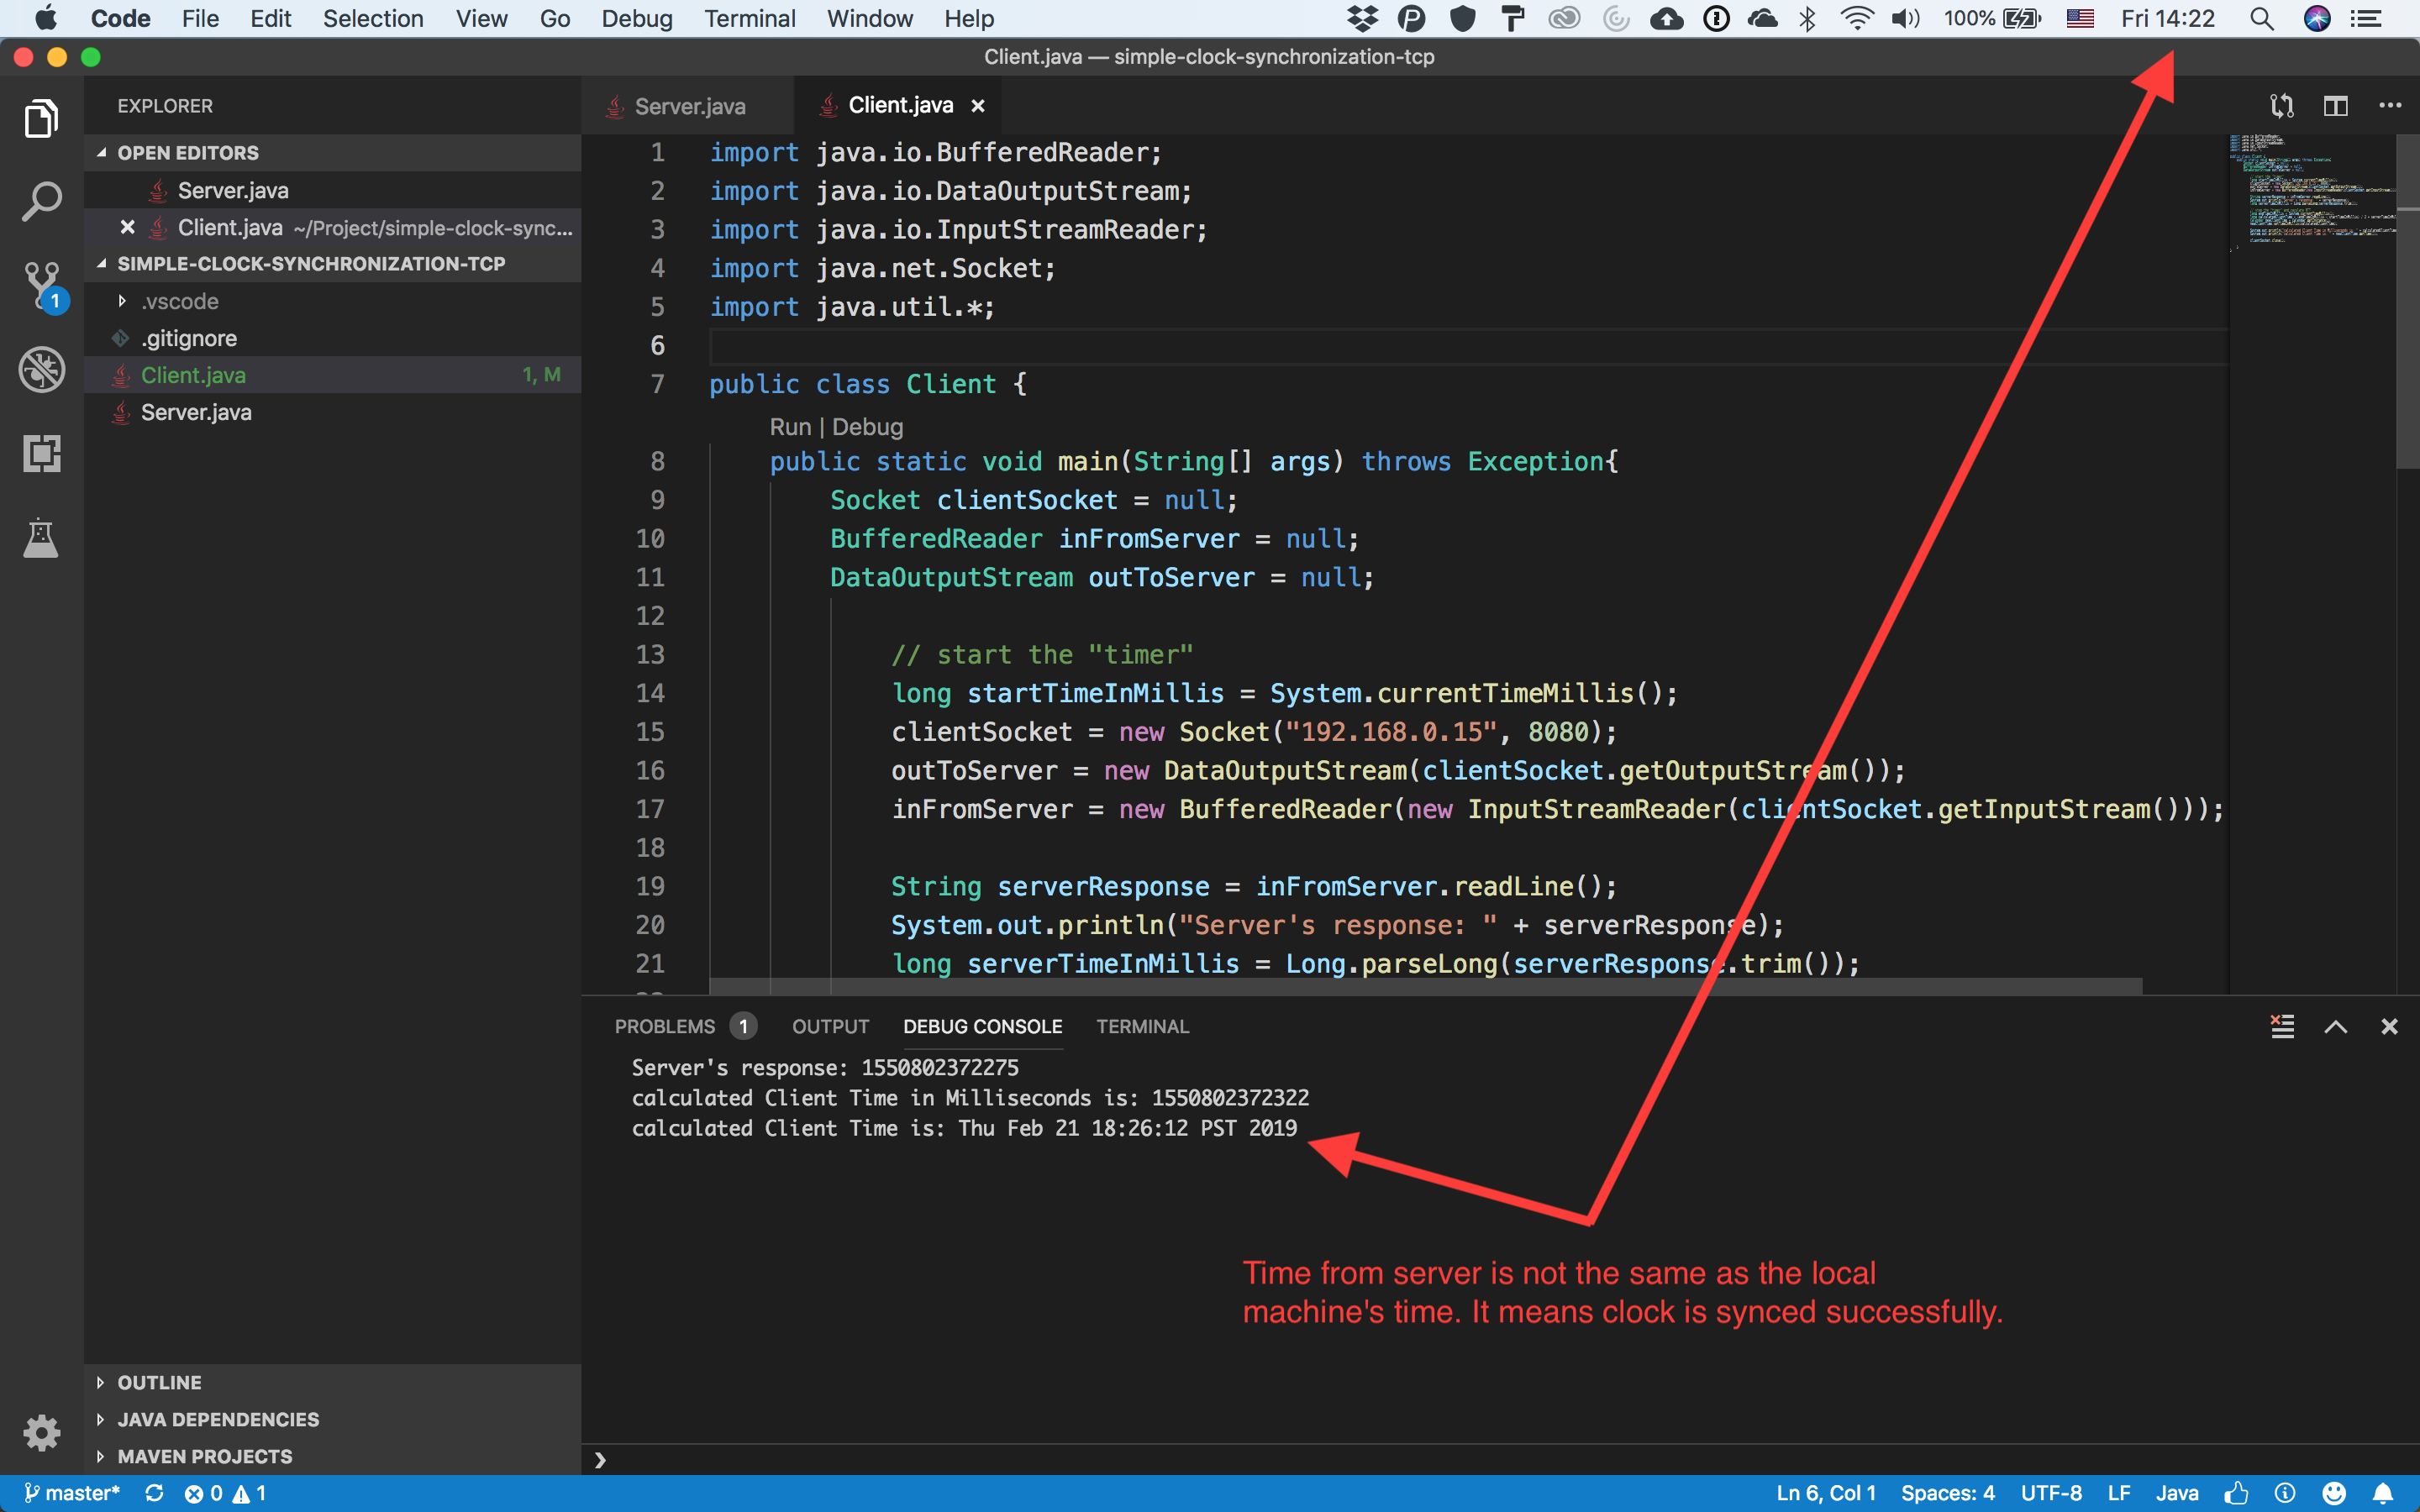 Code File Edit Selection View Go Debug Terminal Window Help 100% Fri 14:22
Client.java — simple-clock-synchronization-tcp
EXPLORER
OPEN EDITORS
Server.java
Client.java ~/Project/simple-clock-sync...
SIMPLE-CLOCK-SYNCHRONIZATION-TCP
.vscode
.gitignore
Client.java 1, M
Server.java
1
OUTLINE
JAVA DEPENDENCIES
MAVEN PROJECTS
Server.java Client.java
1 import java.io.BufferedReader;
2 import java.io.DataOutputStream;
3 import java.io.InputStreamReader;
4 import java.net.Socket;
5 import java.util.*;
6
7 public class Client {
Run | Debug
8 public static void main(String[] args) throws Exception{
9 Socket clientSocket = null;
10 BufferedReader inFromServer = null;
11 DataOutputStream outToServer = null;
12
13 // start the "timer"
14 long startTimeInMillis = System.currentTimeMillis();
15 clientSocket = new Socket("192.168.0.15", 8080);
16 outToServer = new DataOutputStream(clientSocket.getOutputStream());
17 inFromServer = new BufferedReader(new InputStreamReader(clientSocket.getInputStream()));
18
19 String serverResponse = inFromServer.readLine();
20 System.out.println("Server's response: " + serverResponse);
21 long serverTimeInMillis = Long.parseLong(serverResponse.trim());
PROBLEMS 1 OUTPUT DEBUG CONSOLE TERMINAL
Server's response: 1550802372275
calculated Client Time in Milliseconds is: 1550802372322
calculated Client Time is: Thu Feb 21 18:26:12 PST 2019
Time from server is not the same as the local
machine's time. It means clock is synced successfully.
master* 0 1 Ln 6, Col 1 Spaces: 4 UTF-8 LF Java